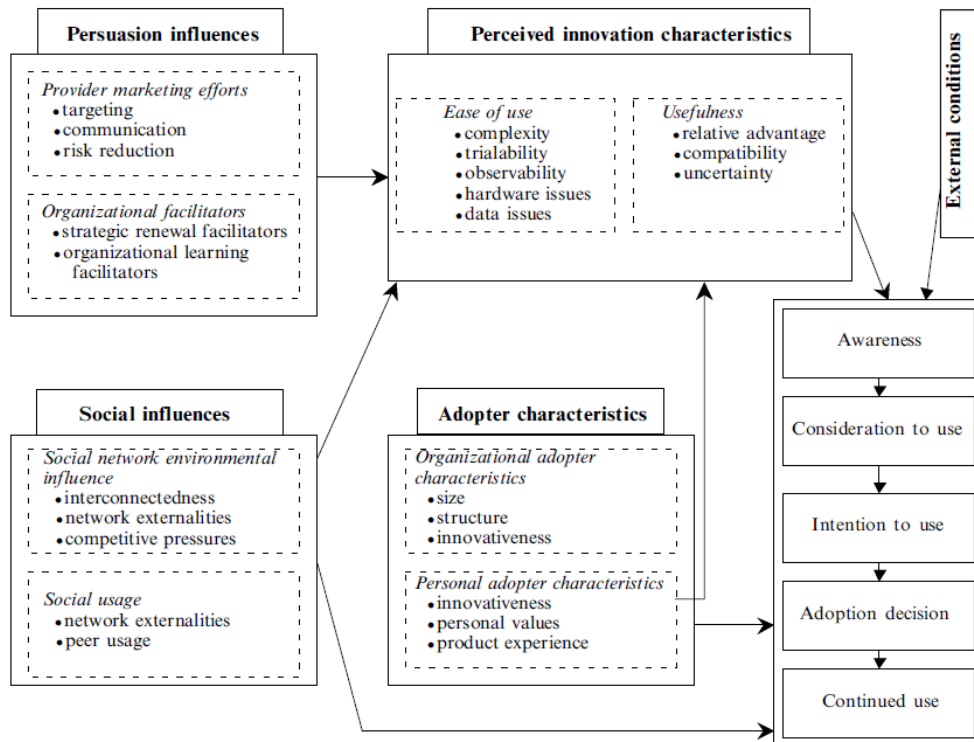 Persuasion influences
Provider marketing efforts
• targeting
• communication
• risk reduction
Organizational facilitators
• strategic renewal facilitators
• organizational learning
facilitators
Perceived innovation characteristics
Ease of use
• complexity
• trialability
• observability
• hardware issues
• data issues
Usefulness
• relative advantage
• compatibility
• uncertainty
External conditions
Social influences
Social network environmental
influence
• interconnectedness
• network externalities
• competitive pressures
Social usage
• network externalities
• peer usage
Adopter characteristics
Organizational adopter
characteristics
• size
• structure
• innovativeness
Personal adopter characteristics
• innovativeness
• personal values
• product experience
Awareness
Consideration to use
Intention to use
Adoption decision
Continued use